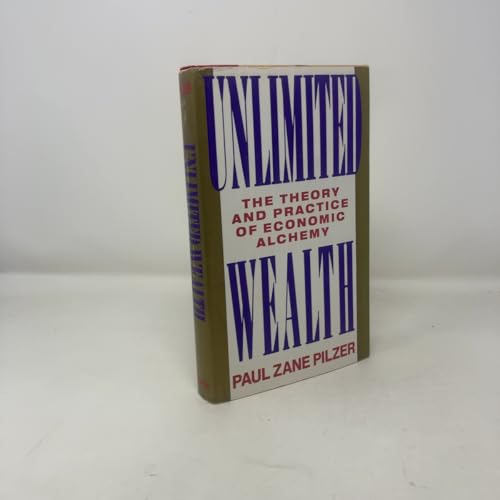 UNLIMITED
THE THEORY
AND PRACTICE
OF ECONOMIC
ALCHEMY
WEALTH
PAUL ZANE PILZER
UNLIMITED WEALTH